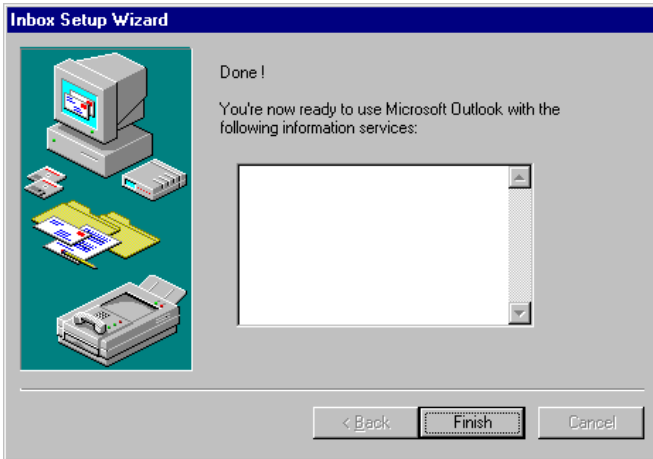 Inbox Setup Wizard
Done !
You're now ready to use Microsoft Outlook with the
following information services:
< Back
Finish
Cancel